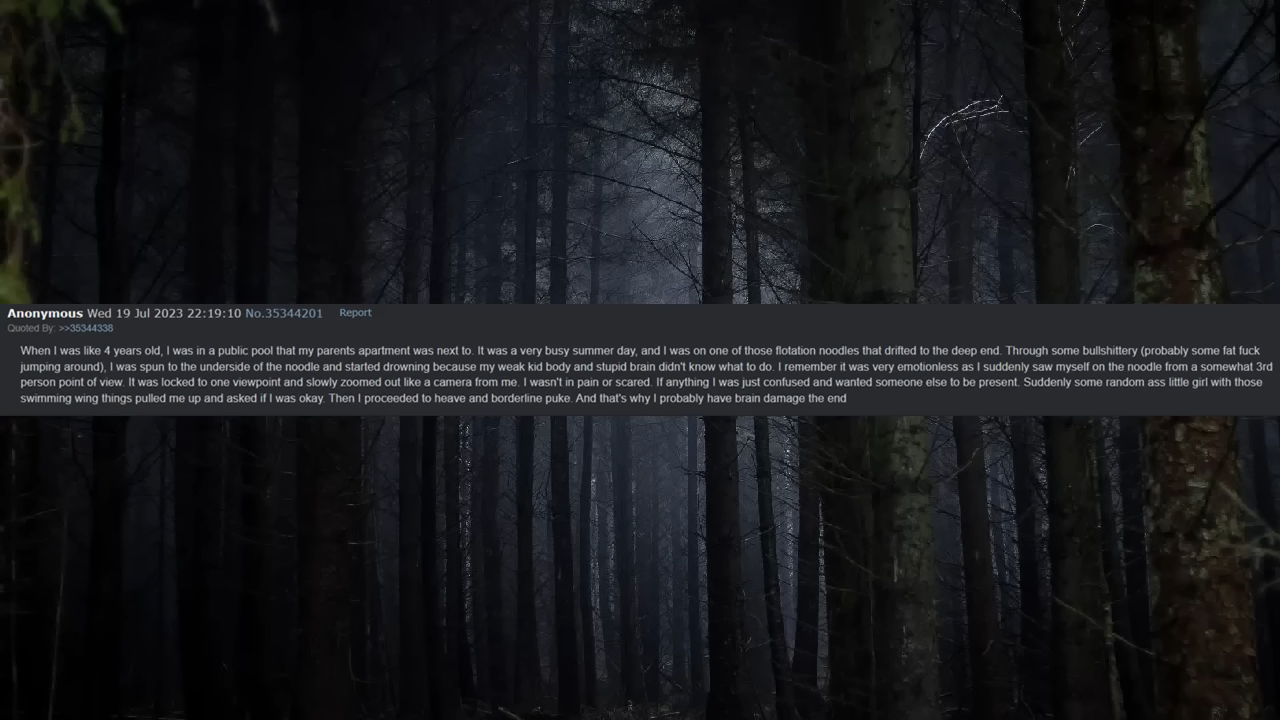 Anonymous Wed 19 Jul 2023 22:19:10 No.35344201 Report
Quoted By: >>35344338
When I was like 4 years old, I was in a public pool that my parents apartment was next to. It was a very busy summer day, and I was on one of those flotation noodles that drifted to the deep end. Through some bullshittery (probably some fat fuck
jumping around), I was spun to the underside of the noodle and started drowning because my weak kid body and stupid brain didn't know what to do. I remember it was very emotionless as I suddenly saw myself on the noodle from a somewhat 3rd
person point of view. It was locked to one viewpoint and slowly zoomed out like a camera from me. I wasn't in pain or scared. If anything I was just confused and wanted someone else to be present. Suddenly some random ass little girl with those
swimming wing things pulled me up and asked if I was okay. Then I proceeded to heave and borderline puke. And that's why I probably have brain damage the end